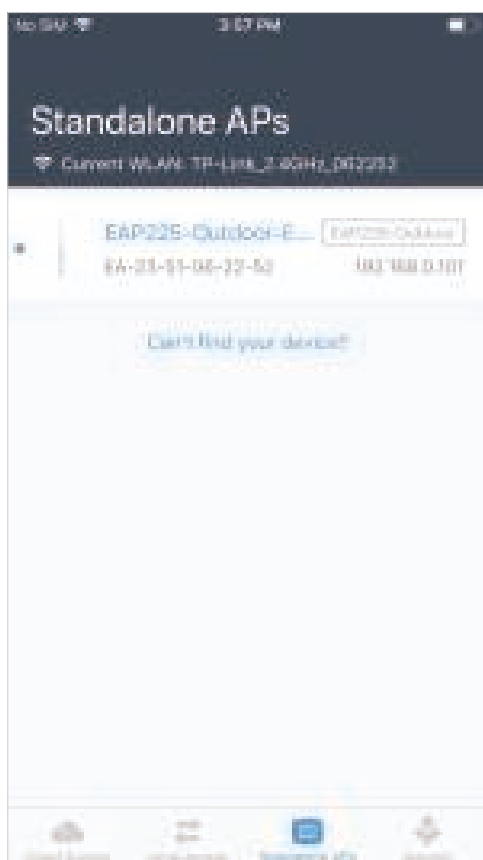 No SIM 3:57 PM
Standalone APs
Current WLAN: TP-Link_2.4GHz_062252
EAP225-Outdoor-E... EAP225-Outdoor
EA-23-51-06-22-52 192.168.0.101
Can't find your device?
Standalone APs